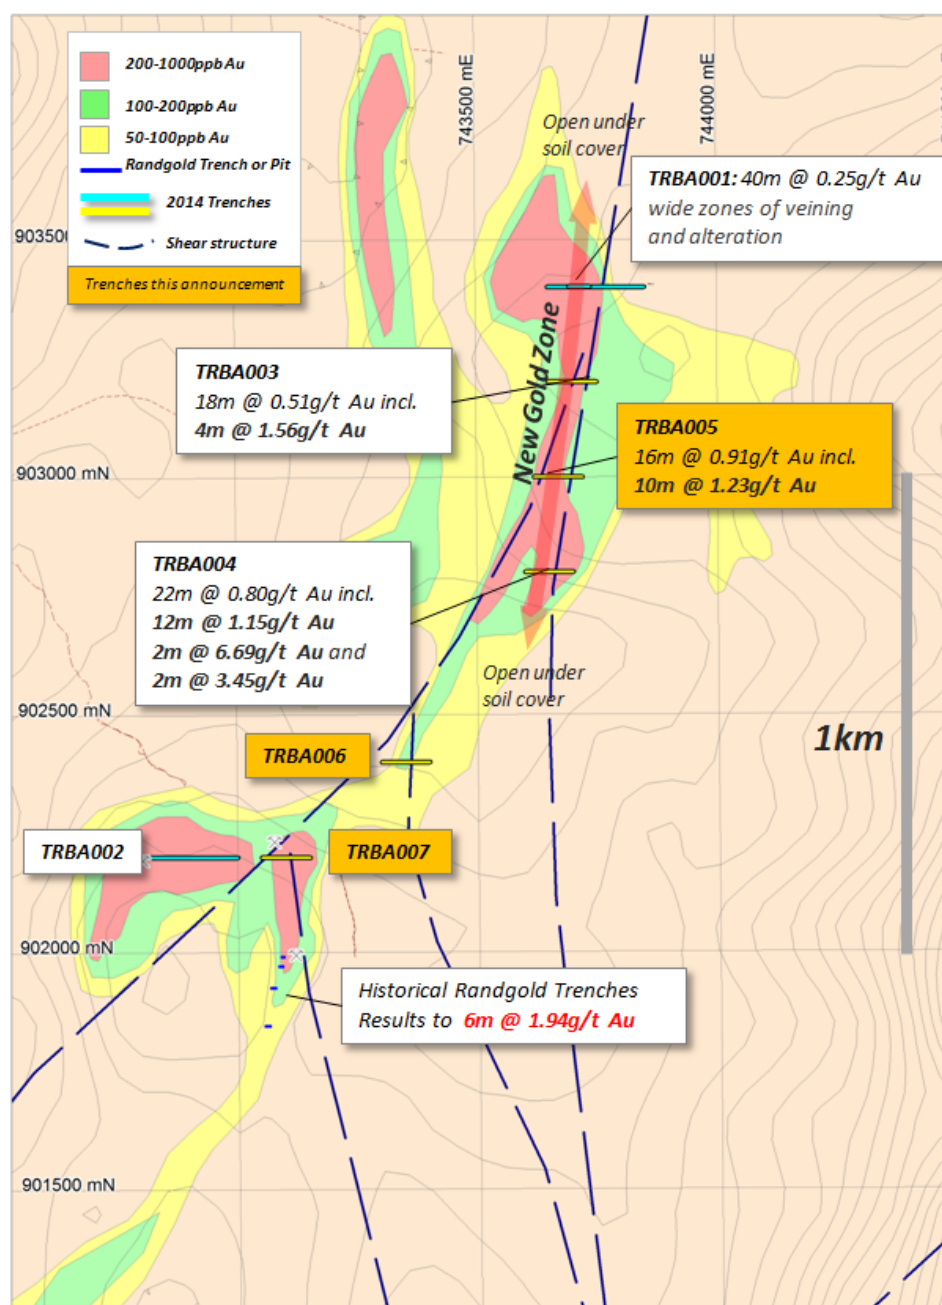 200-1000ppb Au
100-200ppb Au
50-100ppb Au
Randgold Trench or Pit
2014 Trenches
Shear structure
Trenches this announcement
743500 mE
744000 mE
Open under
soil cover
TRBA001: 40m @ 0.25g/t Au
wide zones of veining
and alteration
90350
New Gold Zone
TRBA003
18m @ 0.51g/t Au incl.
4m @ 1.56g/t Au
TRBA005
16m @ 0.91g/t Au incl.
10m @ 1.23g/t Au
903000 mN
TRBA004
22m @ 0.80g/t Au incl.
12m @ 1.15g/t Au
2m @ 6.69g/t Au and
2m @ 3.45g/t Au
Open under
soil cover
902500 mN
1km
TRBA006
TRBA002
TRBA007
902000 mN
Historical Randgold Trenches
Results to 6m @ 1.94g/t Au
901500 mN